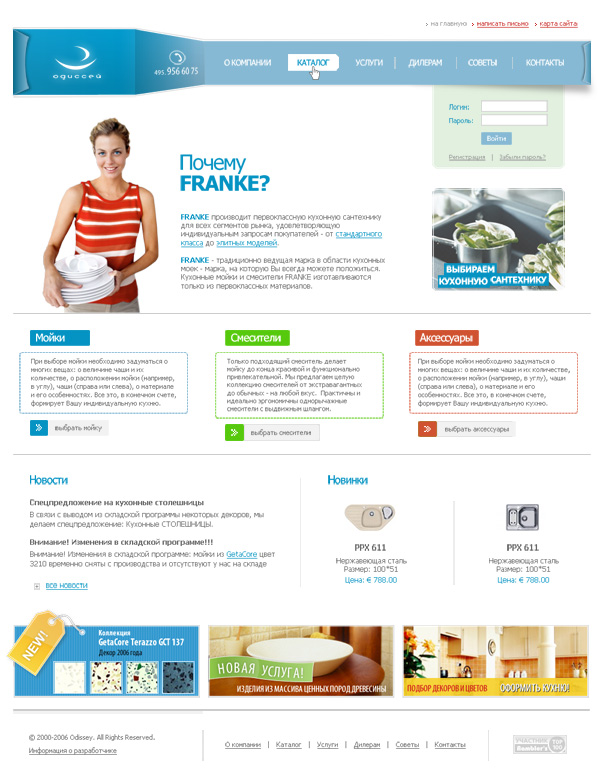 на главную
написать письмо
карта сайта
одиссей
495. 956 60 75
О КОМПАНИИ
КАТАЛОГ
УСЛУГИ
ДИЛЕРАМ
СОВЕТЫ
КОНТАКТЫ
Логин:
Пароль:
Войти
Регистрация | Забыли пароль?
Почему
FRANKE?
FRANKE производит первоклассную кухонную сантехнику
для всех сегментов рынка, удовлетворяющую
индивидуальным запросам покупателей - от стандартного
класса до элитных моделей.
FRANKE - традиционно ведущая марка в области кухонных
моек - марка, на которую Вы всегда можете положиться.
Кухонные мойки и смесители FRANKE изготавливаются
только из первоклассных материалов.
ВЫБИРАЕМ
КУХОННУЮ САНТЕХНИКУ
Мойки
При выборе мойки необходимо задуматься о
многих вещах: о величине чаши и их
количестве, о расположении мойки (например,
в углу), чаши (справа или слева), о материале
и его особенностях. Все это, в конечном счете,
формирует Вашу индивидуальную кухню.
выбрать мойку
Смесители
Только подходящий смеситель делает
мойку до конца красивой и функционально
привлекательной. Мы предлагаем целую
коллекцию смесителей от экстравагантных
до обычных - на любой вкус. Практичны и
идеально эргономичны однорычажные
смесители с выдвижным шлангом.
выбрать смесители
Аксессуары
При выборе мойки необходимо задуматься о
многих вещах: о величине чаши и их количестве,
о расположении мойки (например, в углу), чаши
(справа или слева), о материале и его
особенностях. Все это, в конечном счете,
формирует Вашу индивидуальную кухню.
выбрать аксессуары
Новости
Спецпредложение на кухонные столешницы
В связи с выводом из складской программы некоторых декоров, мы
делаем спецпредложение: Кухонные СТОЛЕШНИЦЫ.
Внимание! Изменения в складской программе!!!
Внимание! Изменения в складской программе: мойки из GetaCore цвет
3210 временно сняты с производства и отсутствуют у нас на складе
все новости
Новинки
PPX 611
Нержавеющая сталь
Размер: 100*51
Цена: € 788.00
PPX 611
Нержавеющая сталь
Размер: 100*51
Цена: € 788.00
NEW!
Коллекция
GetaCore Terazzo GCT 137
Декор 2006 года
НОВАЯ УСЛУГА!
ИЗДЕЛИЯ ИЗ МАССИВА ЦЕННЫХ ПОРОД ДРЕВЕСИНЫ
ПОДБОР ДЕКОРОВ И ЦВЕТОВ
ОФОРМИТЬ КУХНЮ!
© 2000-2006 Odissey. All Rights Reserved.
Информация о разработчике
О компании | Каталог | Услуги | Дилерам | Советы | Контакты
УЧАСТНИК
Rambler's
TOP
100